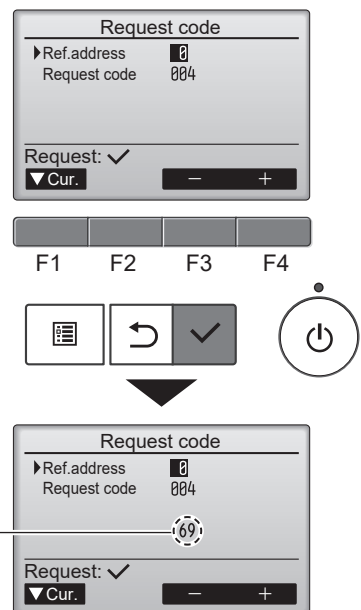 Request code
Ref.address 0
Request code 004
Request: ✓
▼Cur. − +
F1 F2 F3 F4
Request code
Ref.address 0
Request code 004
69
Request: ✓
▼Cur. − +